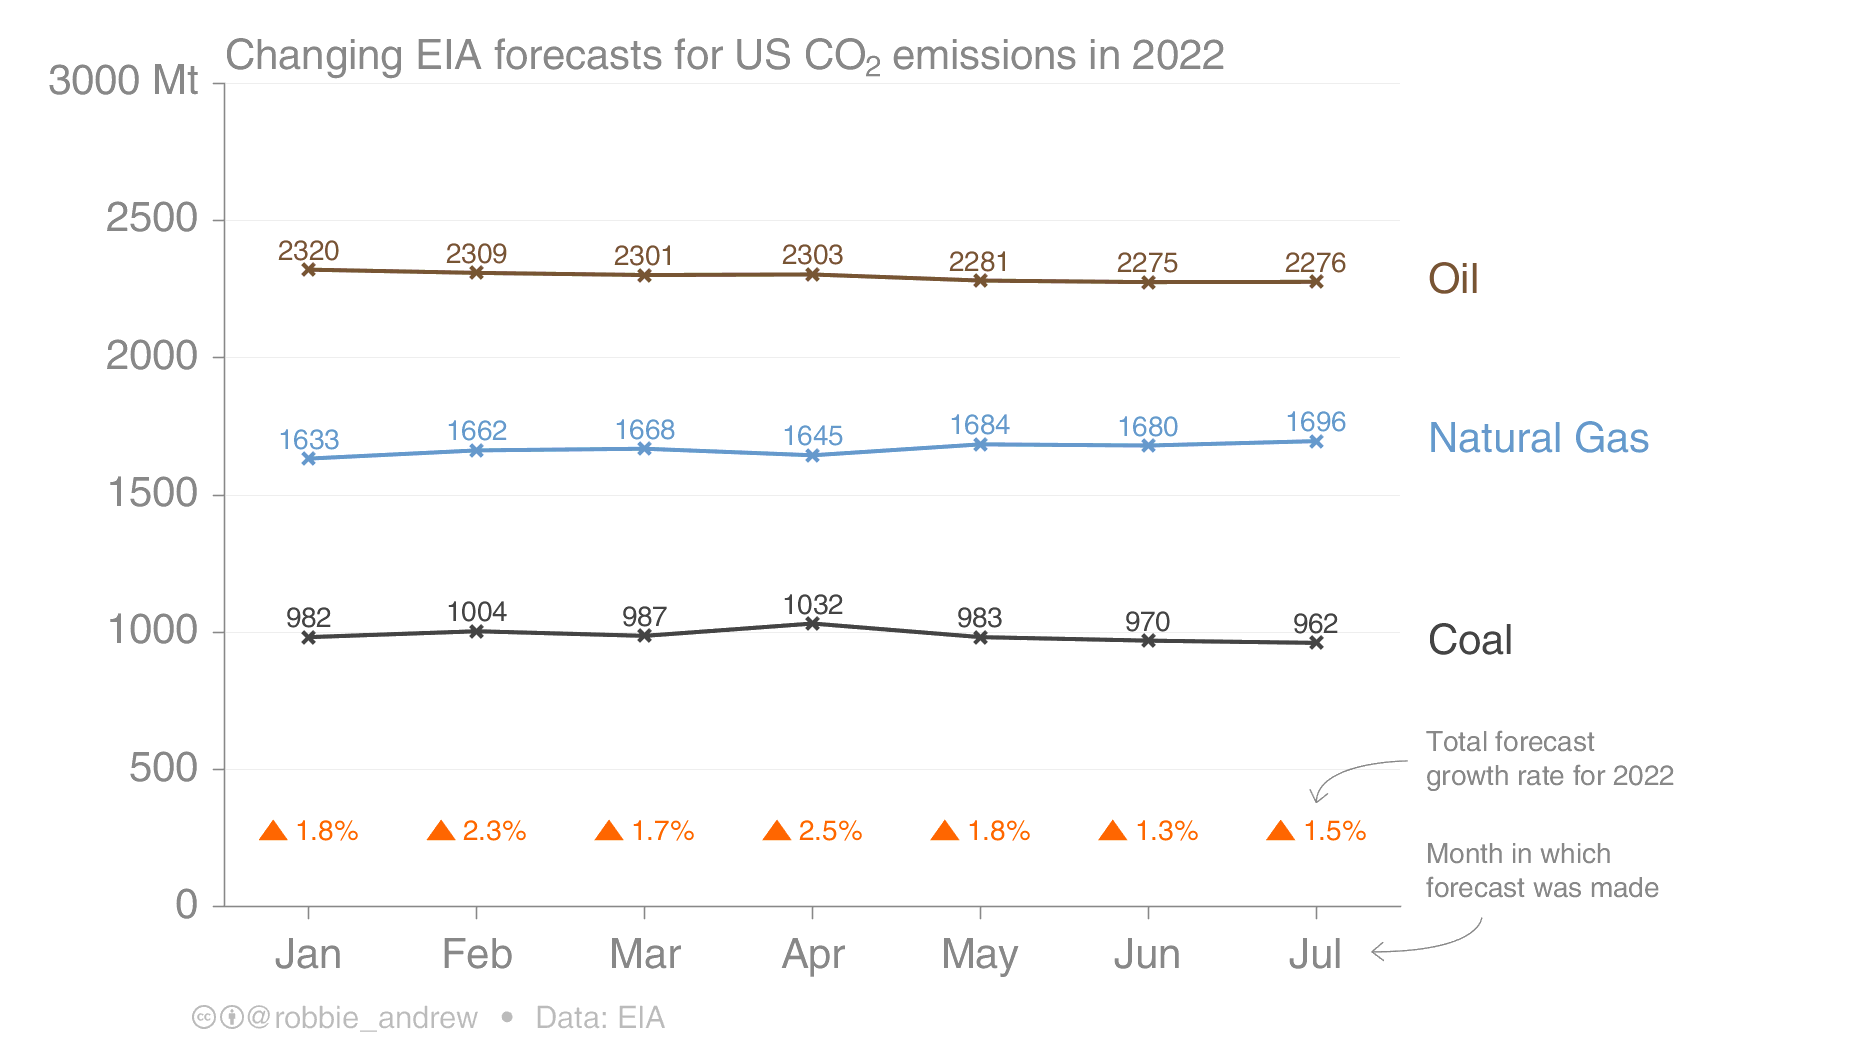 Changing EIA forecasts for US CO₂ emissions in 2022
3000 Mt
2500
2000
1500
1000
500
0
2320 2309 2301 2303 2281 2275 2276
Oil
1633 1662 1668 1645 1684 1680 1696
Natural Gas
982 1004 987 1032 983 970 962
Coal
Total forecast
growth rate for 2022
▲ 1.8% ▲ 2.3% ▲ 1.7% ▲ 2.5% ▲ 1.8% ▲ 1.3% ▲ 1.5%
Month in which
forecast was made
Jan Feb Mar Apr May Jun Jul
cc @robbie_andrew • Data: EIA